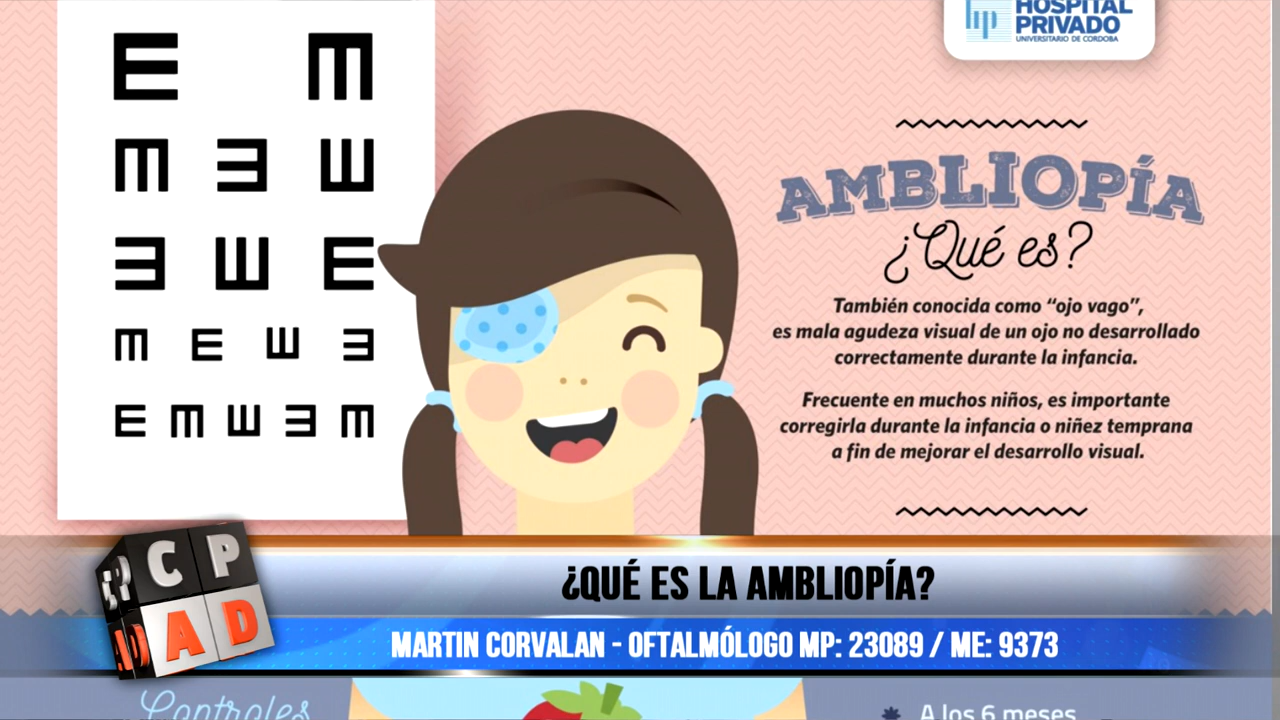 HOSPITAL
PRIVADO
UNIVERSITARIO DE CORDOBA
AMBLIOPÍA
¿Qué es?
También conocida como “ojo vago”,
es mala agudeza visual de un ojo no desarrollado
correctamente durante la infancia.
Frecuente en muchos niños, es importante
corregirla durante la infancia o niñez temprana
a fin de mejorar el desarrollo visual.
E M
M E W
E W E
M E W E
E M W E M
CP
AD
¿QUÉ ES LA AMBLIOPÍA?
MARTIN CORVALAN - OFTALMÓLOGO MP: 23089 / ME: 9373
Controles
A los 6 meses